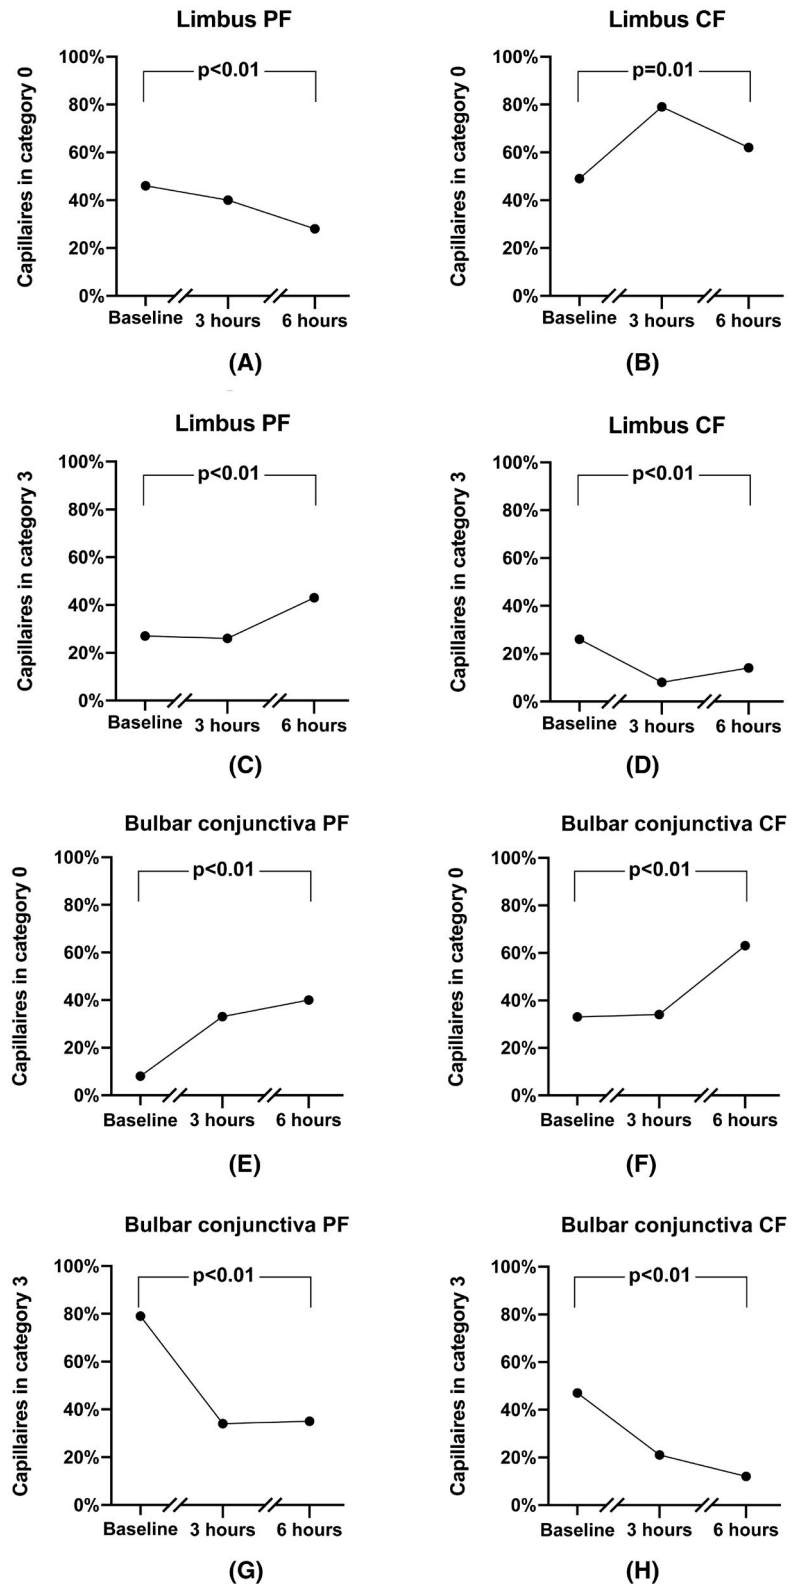 Limbus PF
Capillaires in category 0
100%
80%
60%
40%
20%
0%
p<0.01
Baseline 3 hours 6 hours
(A)
Limbus CF
Capillaires in category 0
100%
80%
60%
40%
20%
0%
p=0.01
Baseline 3 hours 6 hours
(B)
Limbus PF
Capillaires in category 3
100%
80%
60%
40%
20%
0%
p<0.01
Baseline 3 hours 6 hours
(C)
Limbus CF
Capillaires in category 3
100%
80%
60%
40%
20%
0%
p<0.01
Baseline 3 hours 6 hours
(D)
Bulbar conjunctiva PF
Capillaires in category 0
100%
80%
60%
40%
20%
0%
p<0.01
Baseline 3 hours 6 hours
(E)
Bulbar conjunctiva CF
Capillaires in category 0
100%
80%
60%
40%
20%
0%
p<0.01
Baseline 3 hours 6 hours
(F)
Bulbar conjunctiva PF
Capillaires in category 3
100%
80%
60%
40%
20%
0%
p<0.01
Baseline 3 hours 6 hours
(G)
Bulbar conjunctiva CF
Capillaires in category 3
100%
80%
60%
40%
20%
0%
p<0.01
Baseline 3 hours 6 hours
(H)